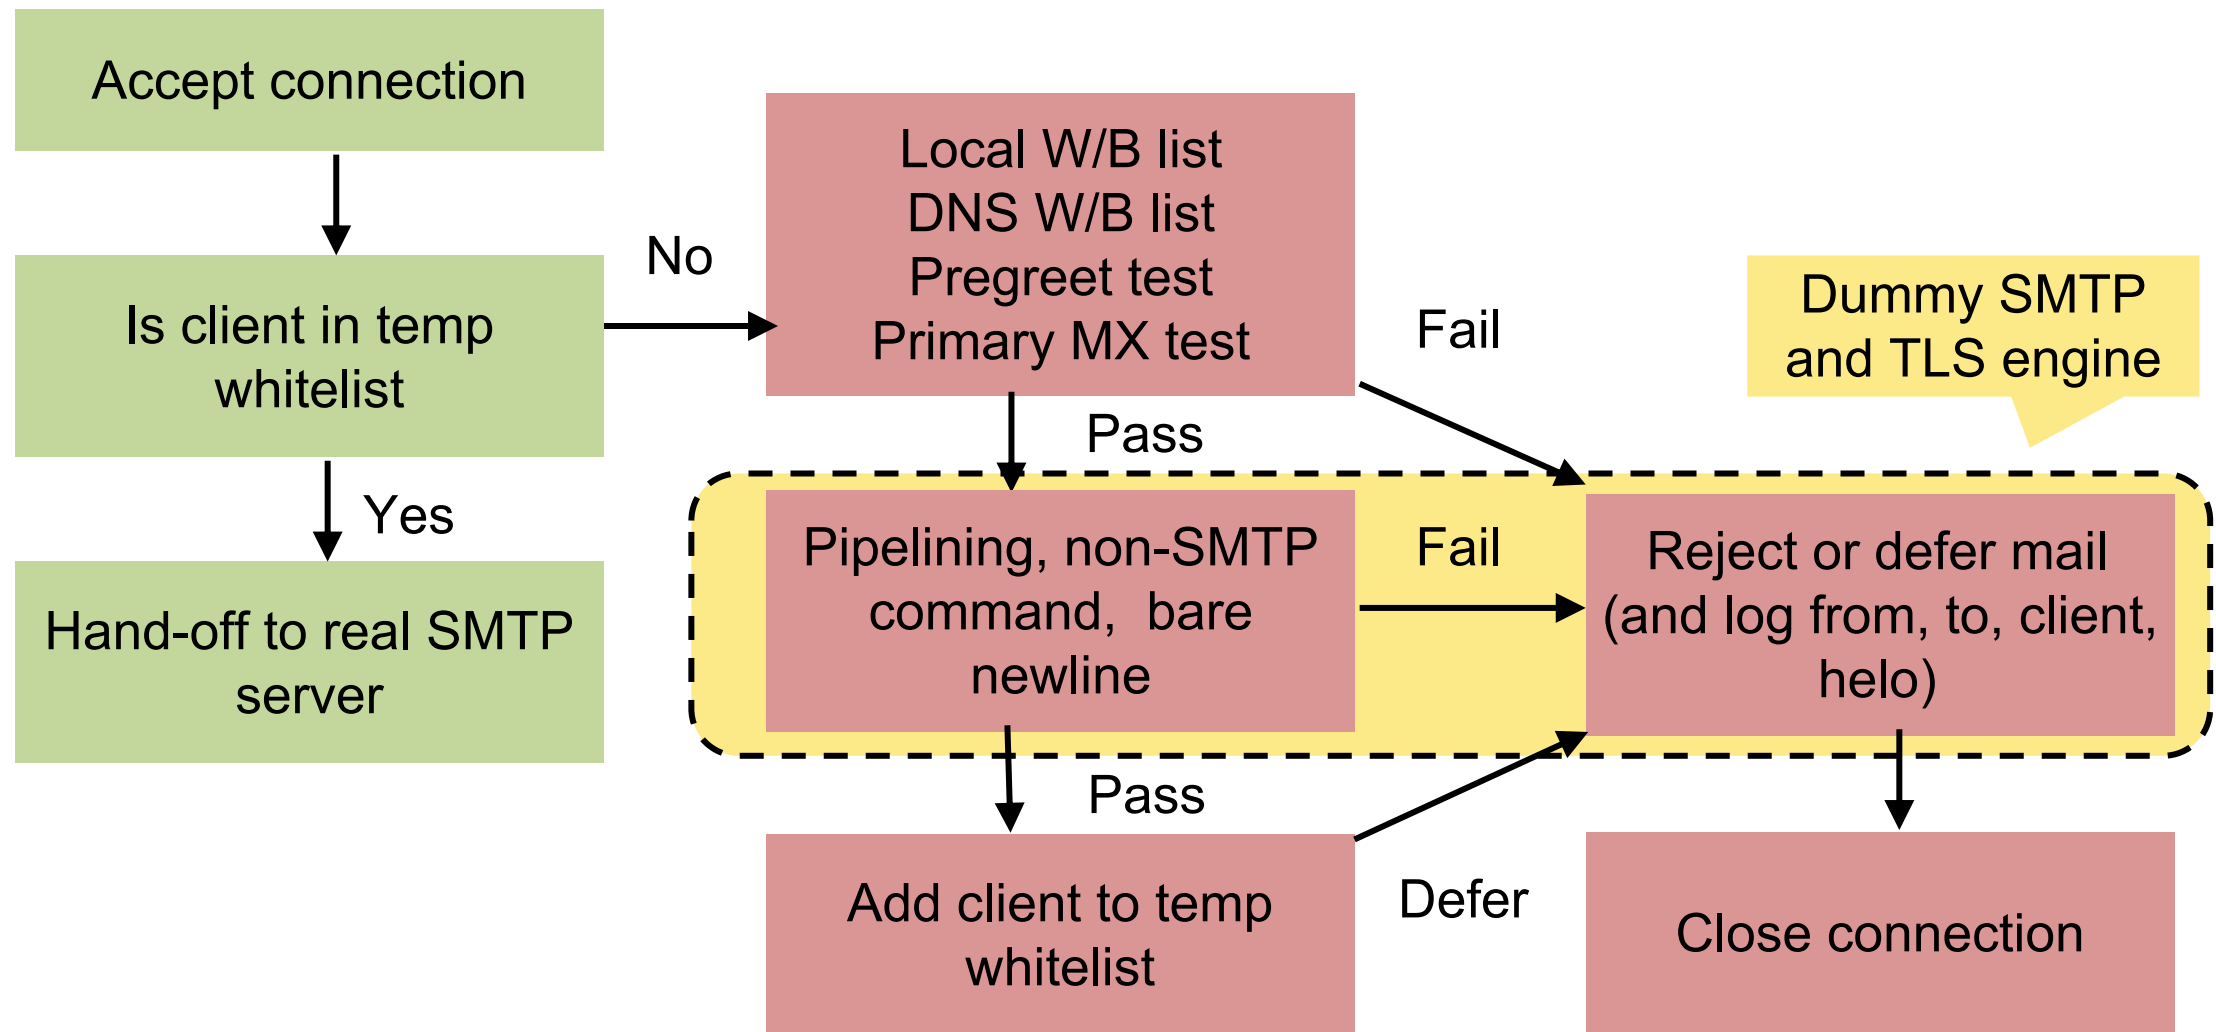 Accept connection
Is client in temp
whitelist
Yes
Hand-off to real SMTP
server
No
Local W/B list
DNS W/B list
Pregreet test
Primary MX test
Pass
Fail
Dummy SMTP
and TLS engine
Pipelining, non-SMTP
command,  bare
newline
Fail
Reject or defer mail
(and log from, to, client,
helo)
Pass
Add client to temp
whitelist
Defer
Close connection